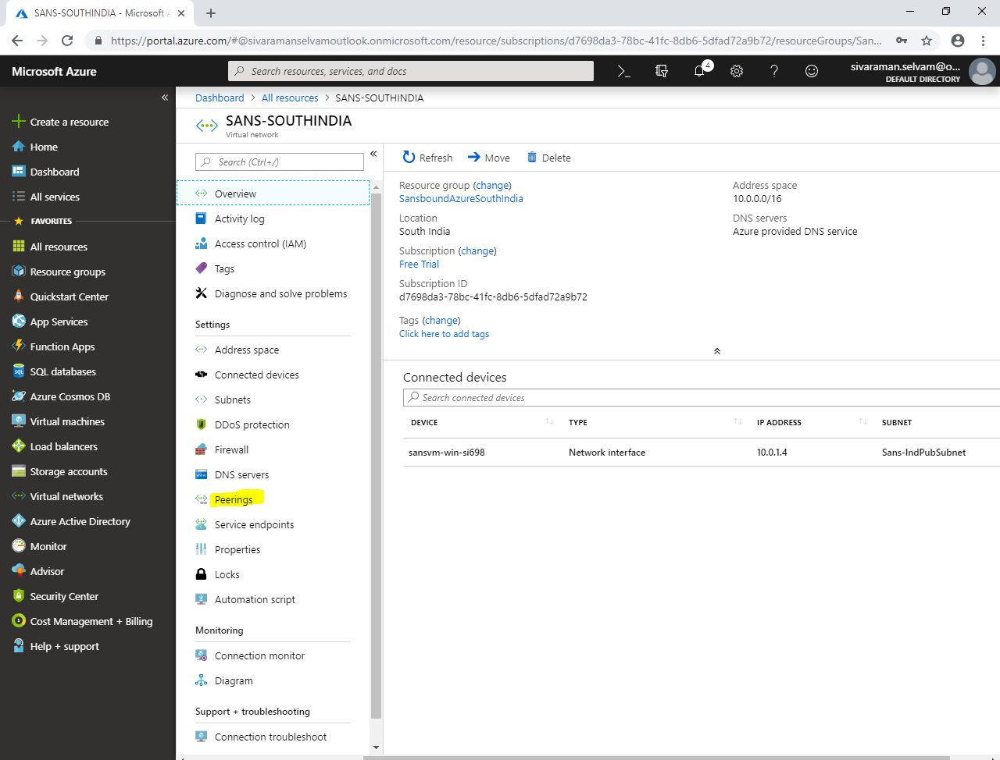 SANS-SOUTHINDIA - Microsoft A
https://portal.azure.com/#@sivaramanselvamoutlook.onmicrosoft.com/resource/subscriptions/d7698da3-78bc-41fc-8db6-5dfad72a9b72/resourceGroups/San...
Microsoft Azure
Search resources, services, and docs
4
sivaraman.selvam@o...
DEFAULT DIRECTORY
Create a resource
Home
Dashboard
All services
FAVORITES
All resources
Resource groups
Quickstart Center
App Services
Function Apps
SQL databases
Azure Cosmos DB
Virtual machines
Load balancers
Storage accounts
Virtual networks
Azure Active Directory
Monitor
Advisor
Security Center
Cost Management + Billing
Help + support
Dashboard > All resources > SANS-SOUTHINDIA
SANS-SOUTHINDIA
Virtual network
Search (Ctrl+/)
Overview
Activity log
Access control (IAM)
Tags
Diagnose and solve problems
Settings
Address space
Connected devices
Subnets
DDoS protection
Firewall
DNS servers
Peerings
Service endpoints
Properties
Locks
Automation script
Monitoring
Connection monitor
Diagram
Support + troubleshooting
Connection troubleshoot
Refresh Move Delete
Resource group (change)
SansboundAzureSouthIndia
Location
South India
Subscription (change)
Free Trial
Subscription ID
d7698da3-78bc-41fc-8db6-5dfad72a9b72
Tags (change)
Click here to add tags
Address space
10.0.0.0/16
DNS servers
Azure provided DNS service
Connected devices
Search connected devices
DEVICE TYPE IP ADDRESS SUBNET
sansvm-win-si698 Network interface 10.0.1.4 Sans-IndPubSubnet